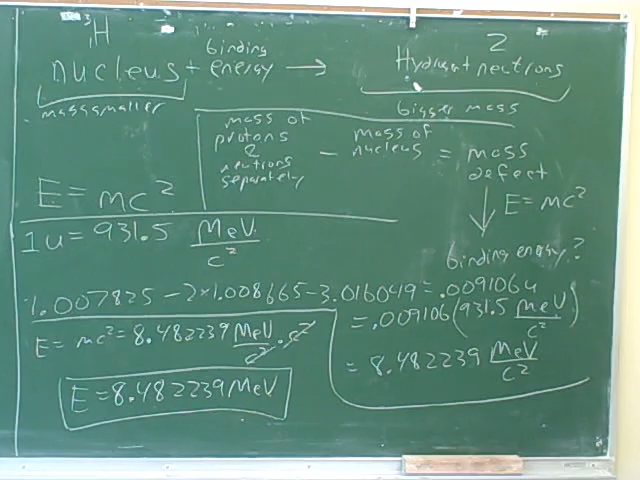 ³₁H
nucleus + binding energy → Hydrogen + 2 neutrons
mass smaller
bigger mass
mass of protons & neutrons separately − mass of nucleus = mass defect
E = mc²
E = mc²
binding energy?
1u = 931.5 MeV/c²
1.007825 − 2×1.008665 − 3.016049 = .0091064
= .009106(931.5 MeV/c²)
= 8.482239 MeV/c²
E = mc² = 8.482239 MeV/c² · c²
E = 8.482239 MeV